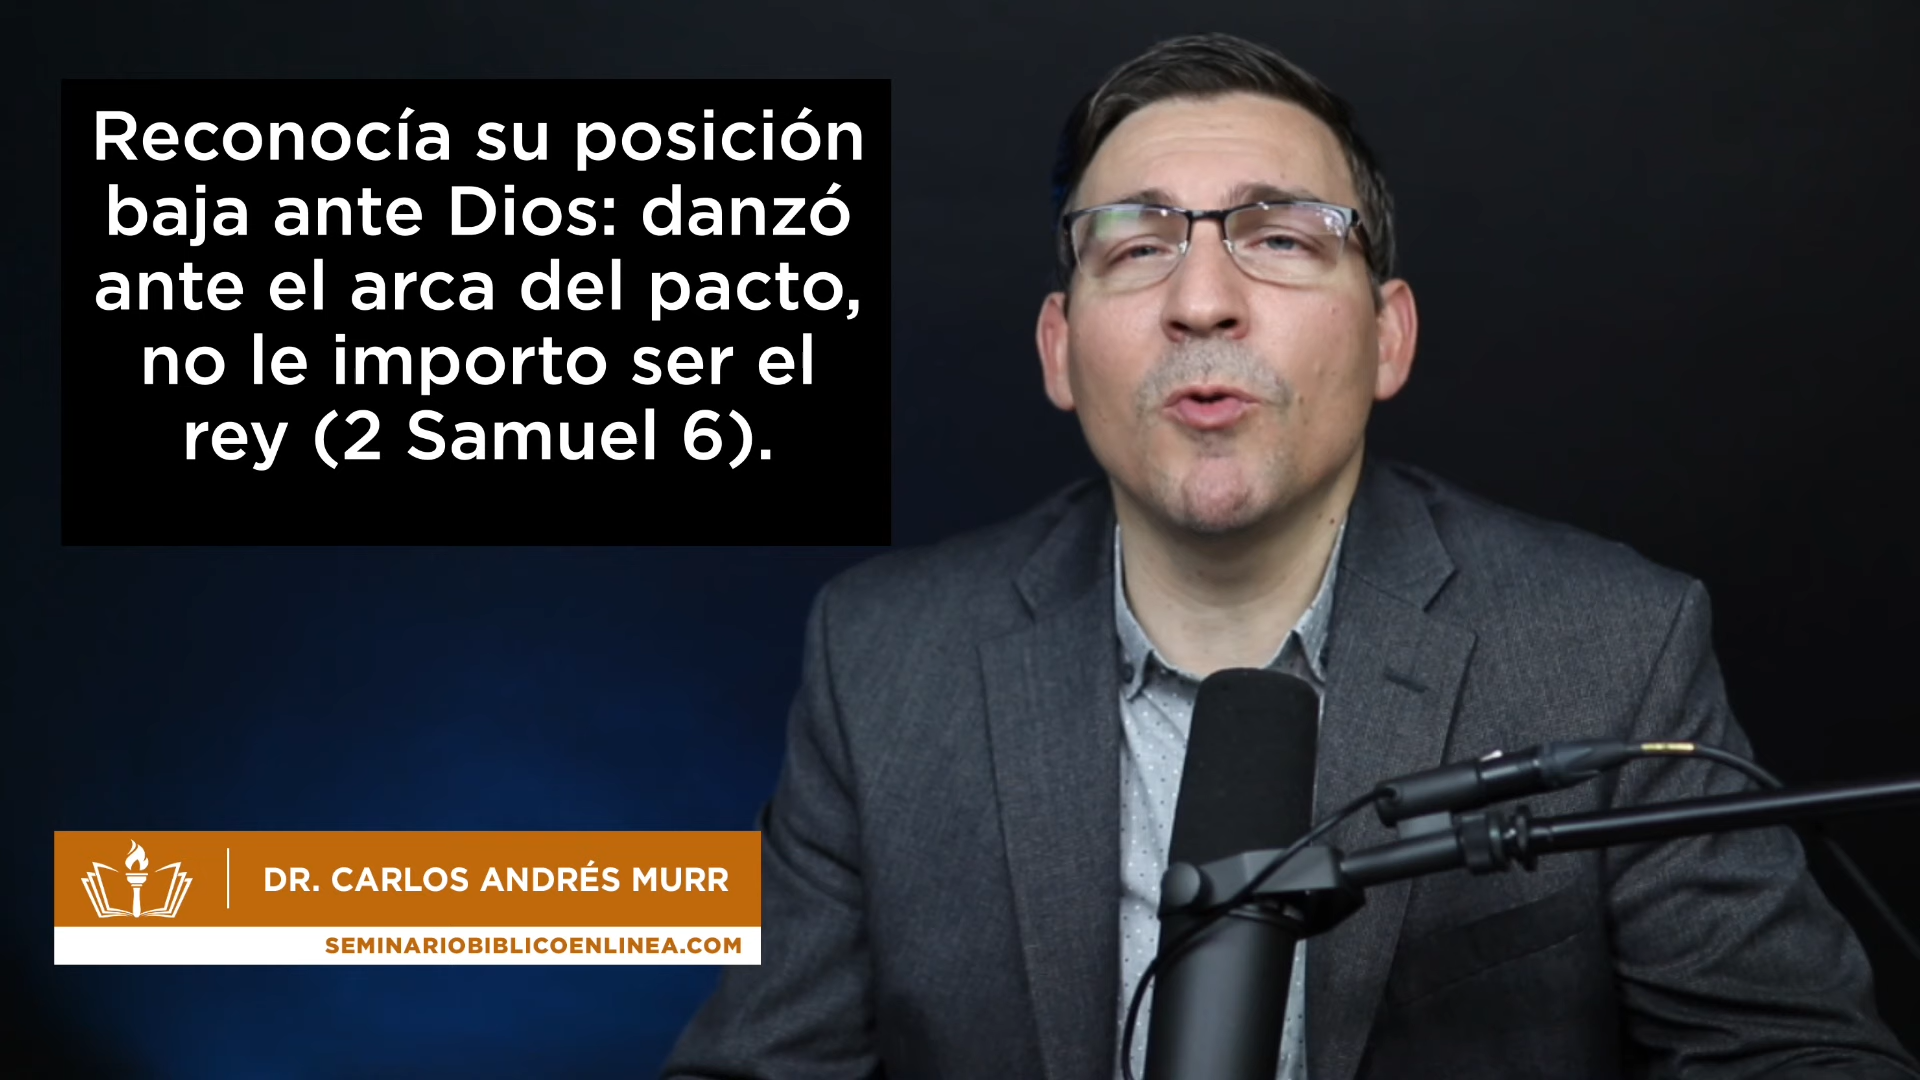 Reconocía su posición
baja ante Dios: danzó
ante el arca del pacto,
no le importo ser el
rey (2 Samuel 6).
DR. CARLOS ANDRÉS MURR
SEMINARIOBIBLICOENLINEA.COM